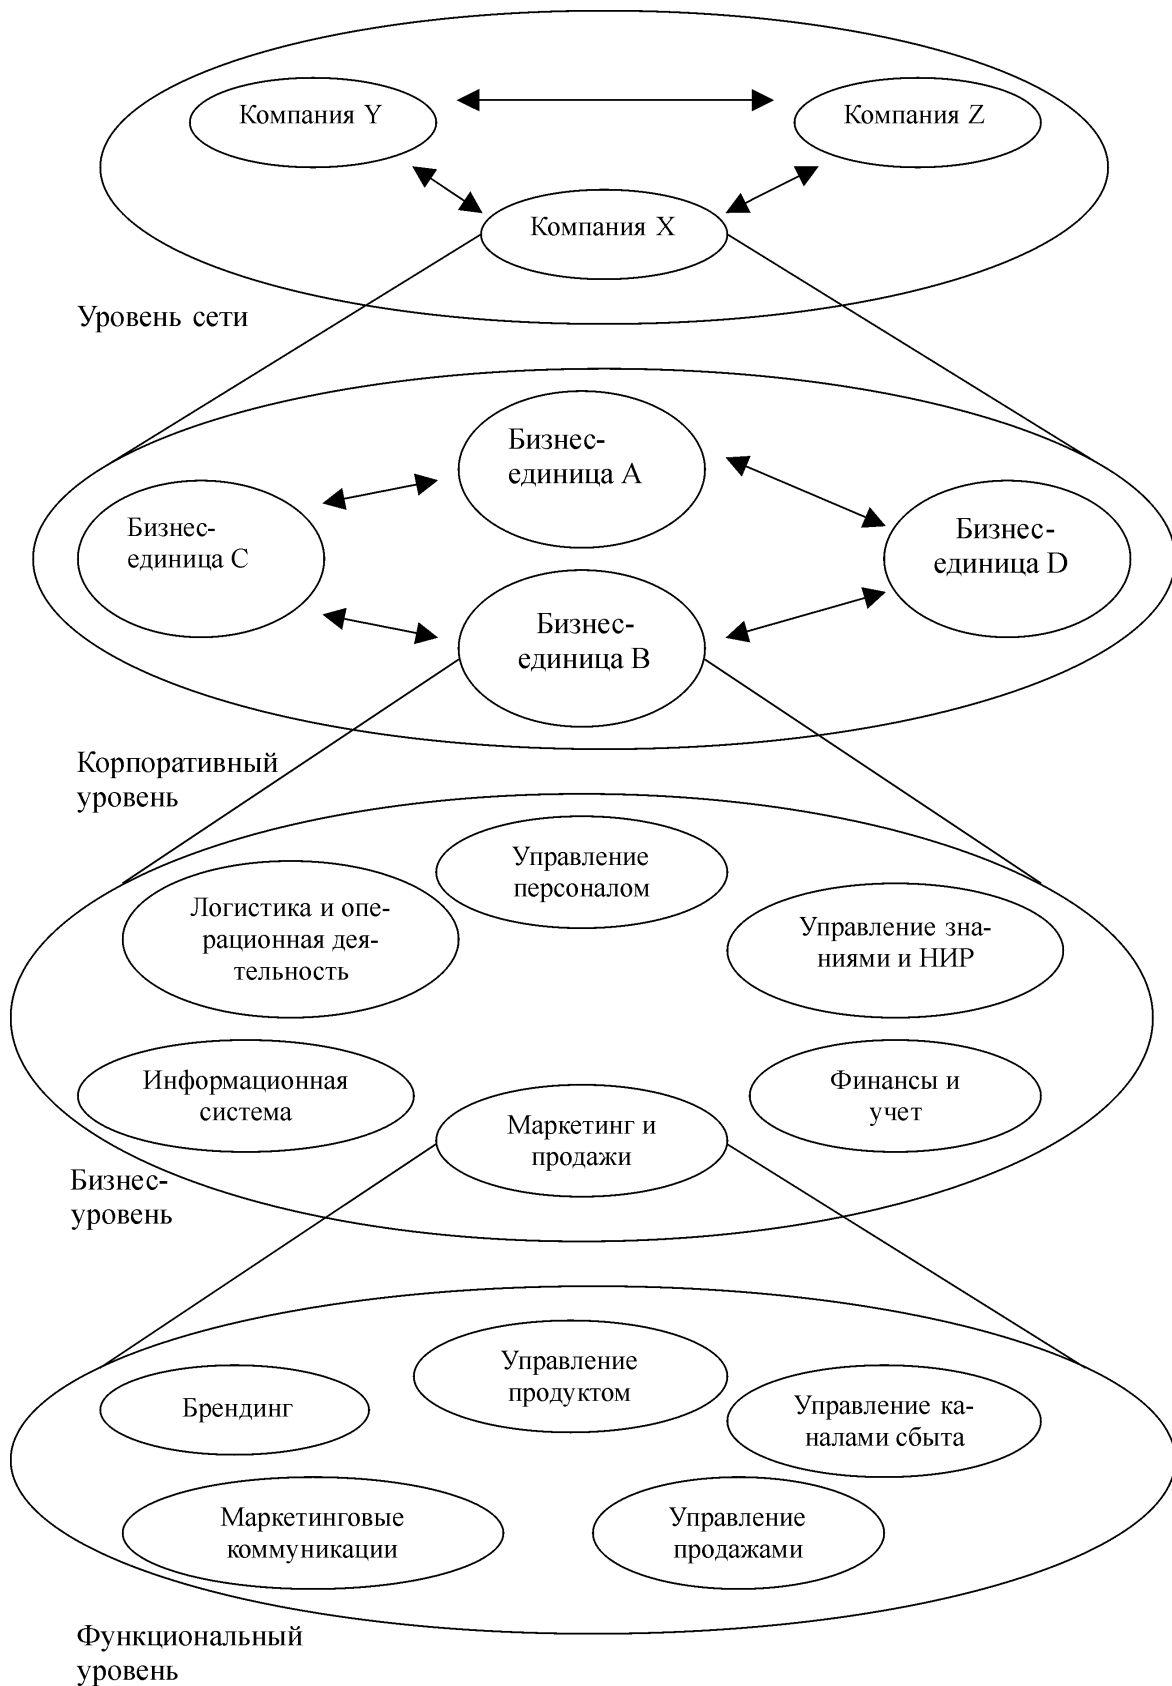 Компания Y
Компания Z
Компания X
Уровень сети
Бизнес-
единица A
Бизнес-
единица C
Бизнес-
единица D
Бизнес-
единица B
Корпоративный
уровень
Управление
персоналом
Логистика и опе-
рационная дея-
тельность
Управление зна-
ниями и НИР
Информационная
система
Финансы и
учет
Маркетинг и
продажи
Бизнес-
уровень
Управление
продуктом
Брендинг
Управление ка-
налами сбыта
Маркетинговые
коммуникации
Управление
продажами
Функциональный
уровень